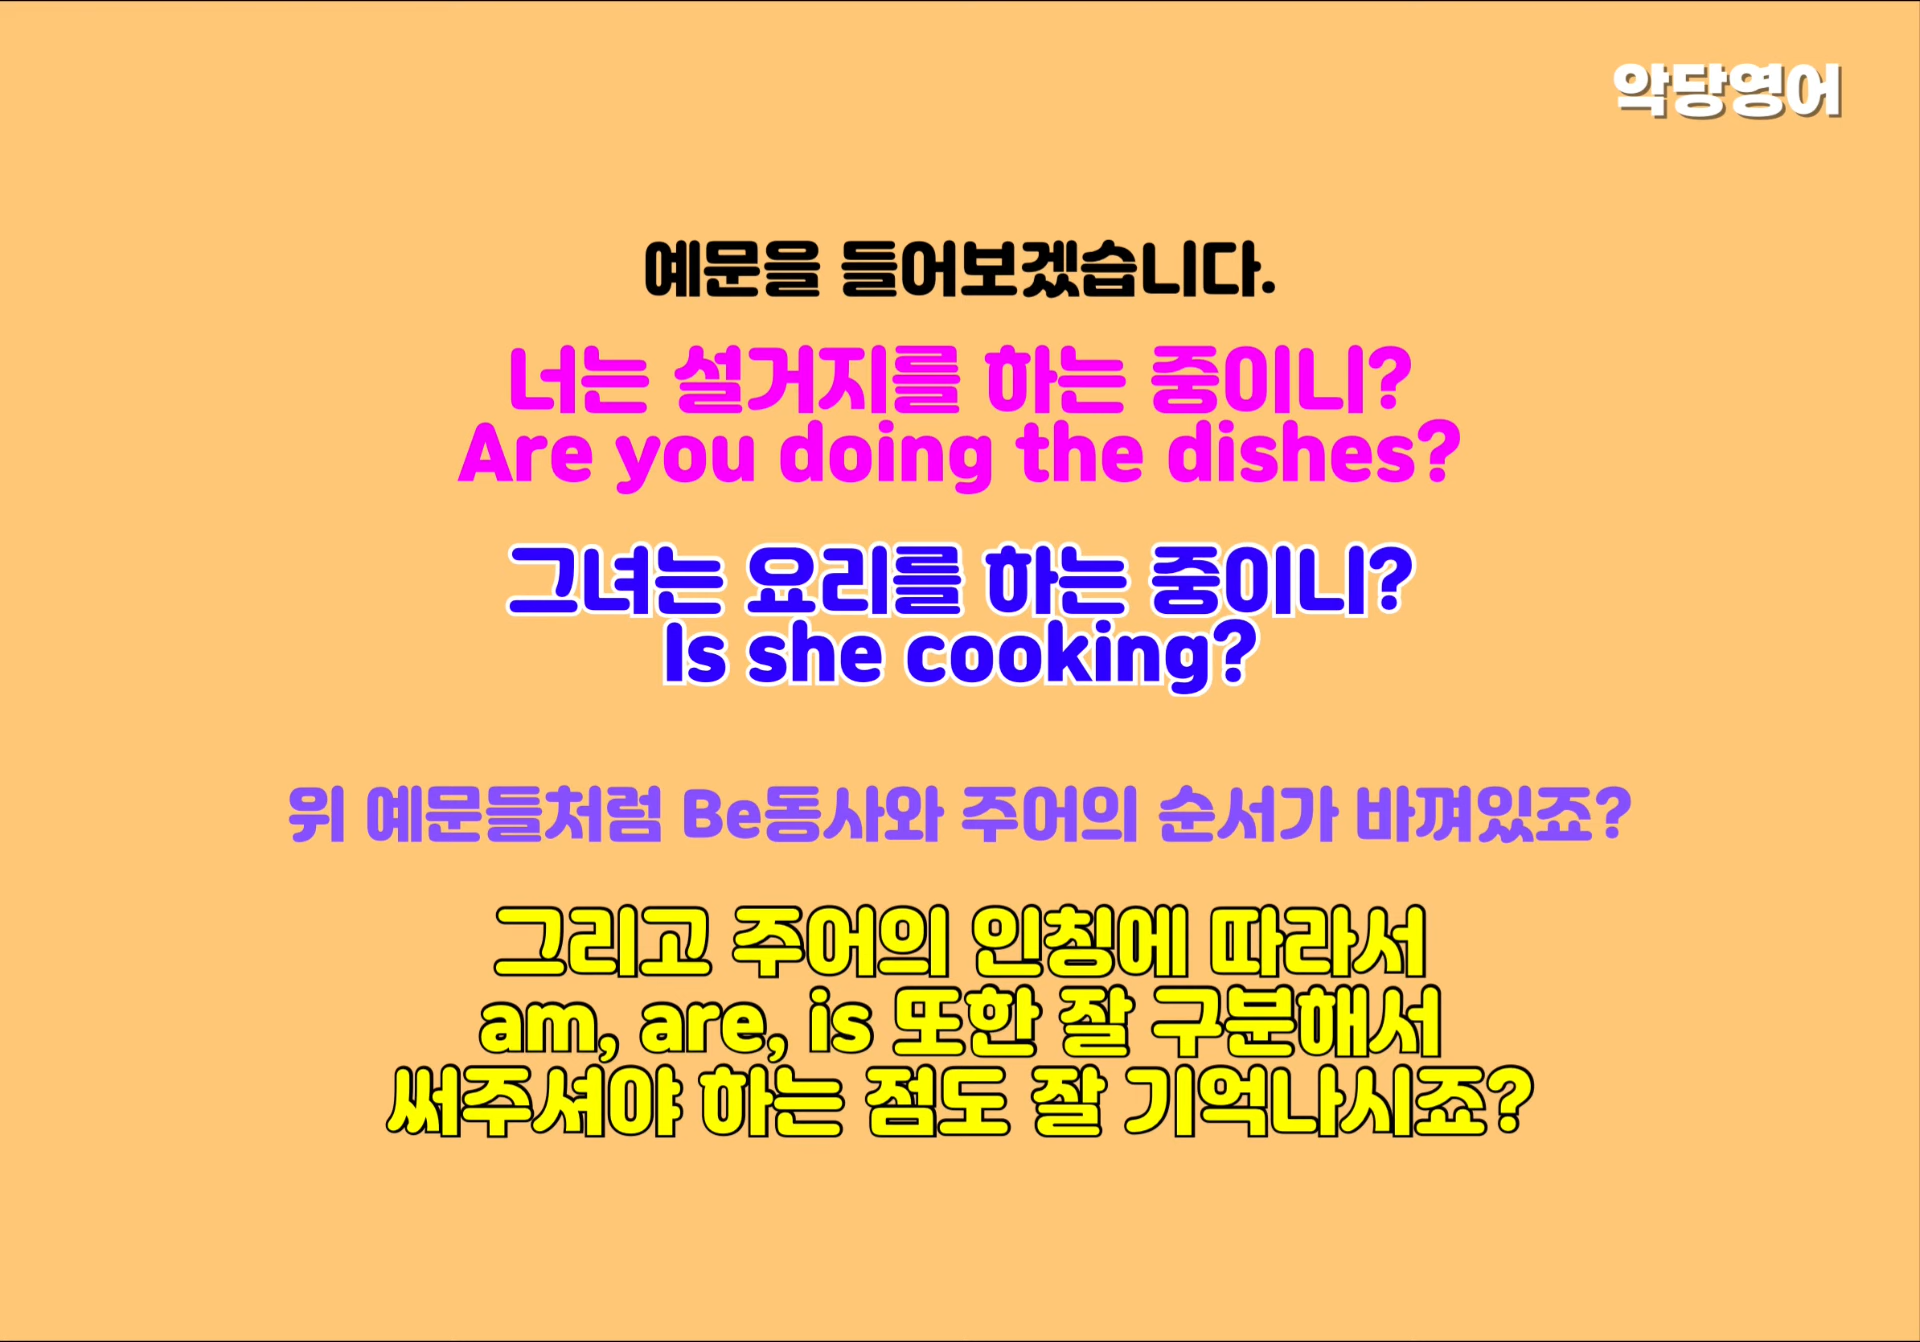 악당영어
예문을 들어보겠습니다.
너는 설거지를 하는 중이니?
Are you doing the dishes?
그녀는 요리를 하는 중이니?
Is she cooking?
위 예문들처럼 Be동사와 주어의 순서가 바껴있죠?
그리고 주어의 인칭에 따라서
am, are, is 또한 잘 구분해서
써주셔야 하는 점도 잘 기억나시죠?